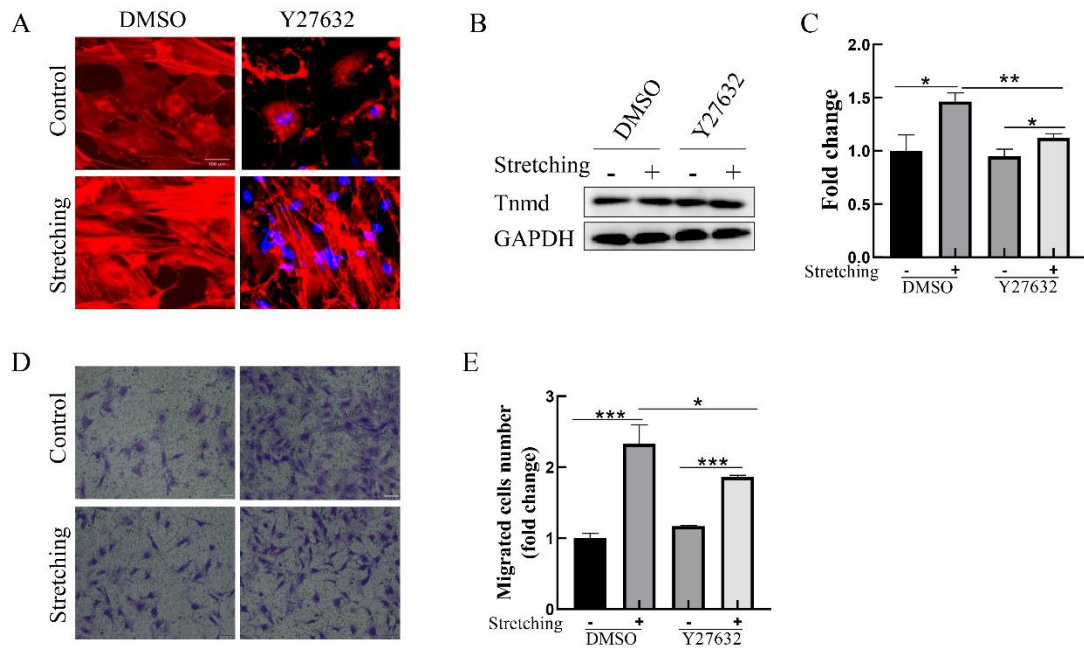 A
DMSO
Y27632
Control
100 μm
Stretching
B
DMSO
Y27632
Stretching
- + - +
Tnmd
GAPDH
C
Fold change
2.0
1.5
1.0
0.5
0.0
*
**
*
Stretching - + - +
DMSO
Y27632
D
Control
Stretching
E
Migrated cells number
(fold change)
3
2
1
0
***
*
***
Stretching - + - +
DMSO
Y27632